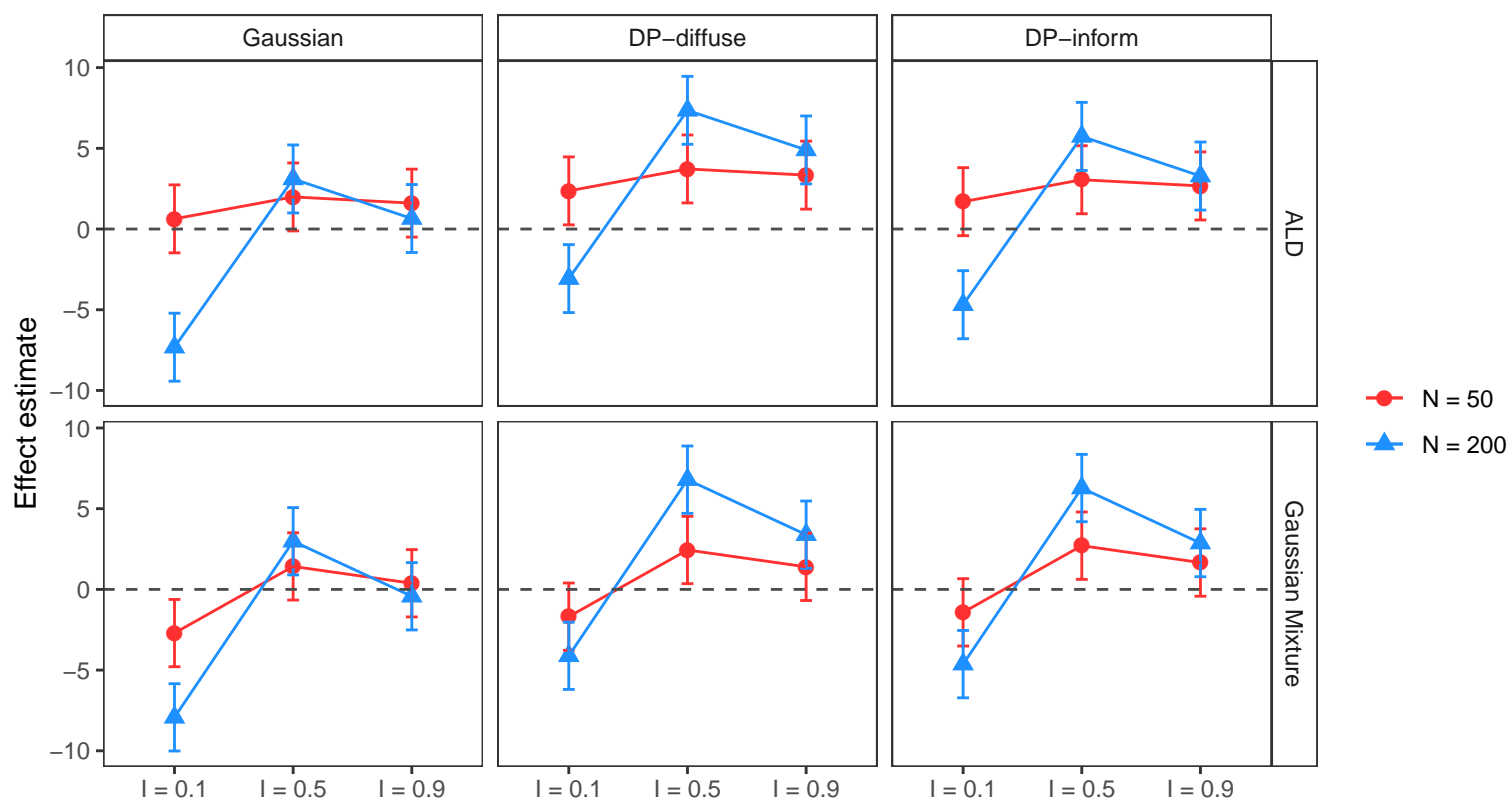 Gaussian
DP−diffuse
DP−inform
10
5
0
−5
−10
ALD
10
5
0
−5
−10
Gaussian Mixture
Effect estimate
I = 0.1
I = 0.5
I = 0.9
I = 0.1
I = 0.5
I = 0.9
I = 0.1
I = 0.5
I = 0.9
N = 50
N = 200